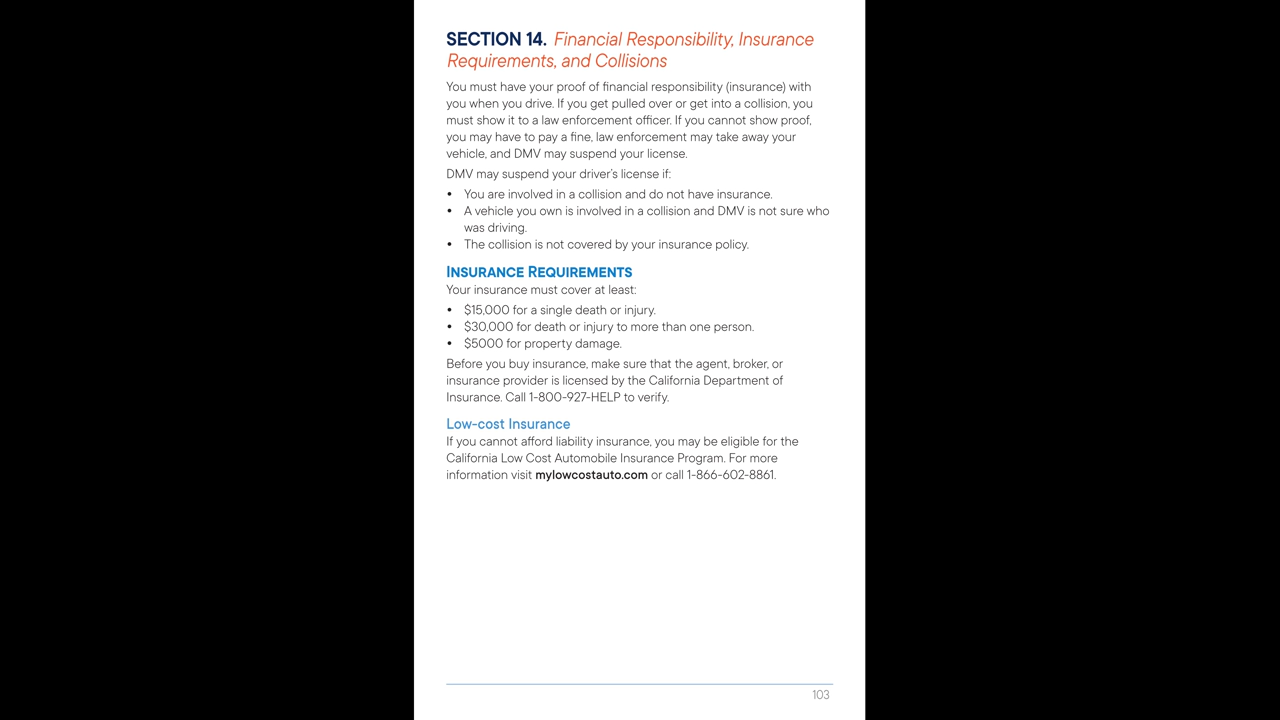 SECTION 14. Financial Responsibility, Insurance
Requirements, and Collisions
You must have your proof of financial responsibility (insurance) with
you when you drive. If you get pulled over or get into a collision, you
must show it to a law enforcement officer. If you cannot show proof,
you may have to pay a fine, law enforcement may take away your
vehicle, and DMV may suspend your license.
DMV may suspend your driver's license if:
• You are involved in a collision and do not have insurance.
• A vehicle you own is involved in a collision and DMV is not sure who
was driving.
• The collision is not covered by your insurance policy.
INSURANCE REQUIREMENTS
Your insurance must cover at least:
• $15,000 for a single death or injury.
• $30,000 for death or injury to more than one person.
• $5000 for property damage.
Before you buy insurance, make sure that the agent, broker, or
insurance provider is licensed by the California Department of
Insurance. Call 1-800-927-HELP to verify.
Low-cost Insurance
If you cannot afford liability insurance, you may be eligible for the
California Low Cost Automobile Insurance Program. For more
information visit mylowcostauto.com or call 1-866-602-8861.
103